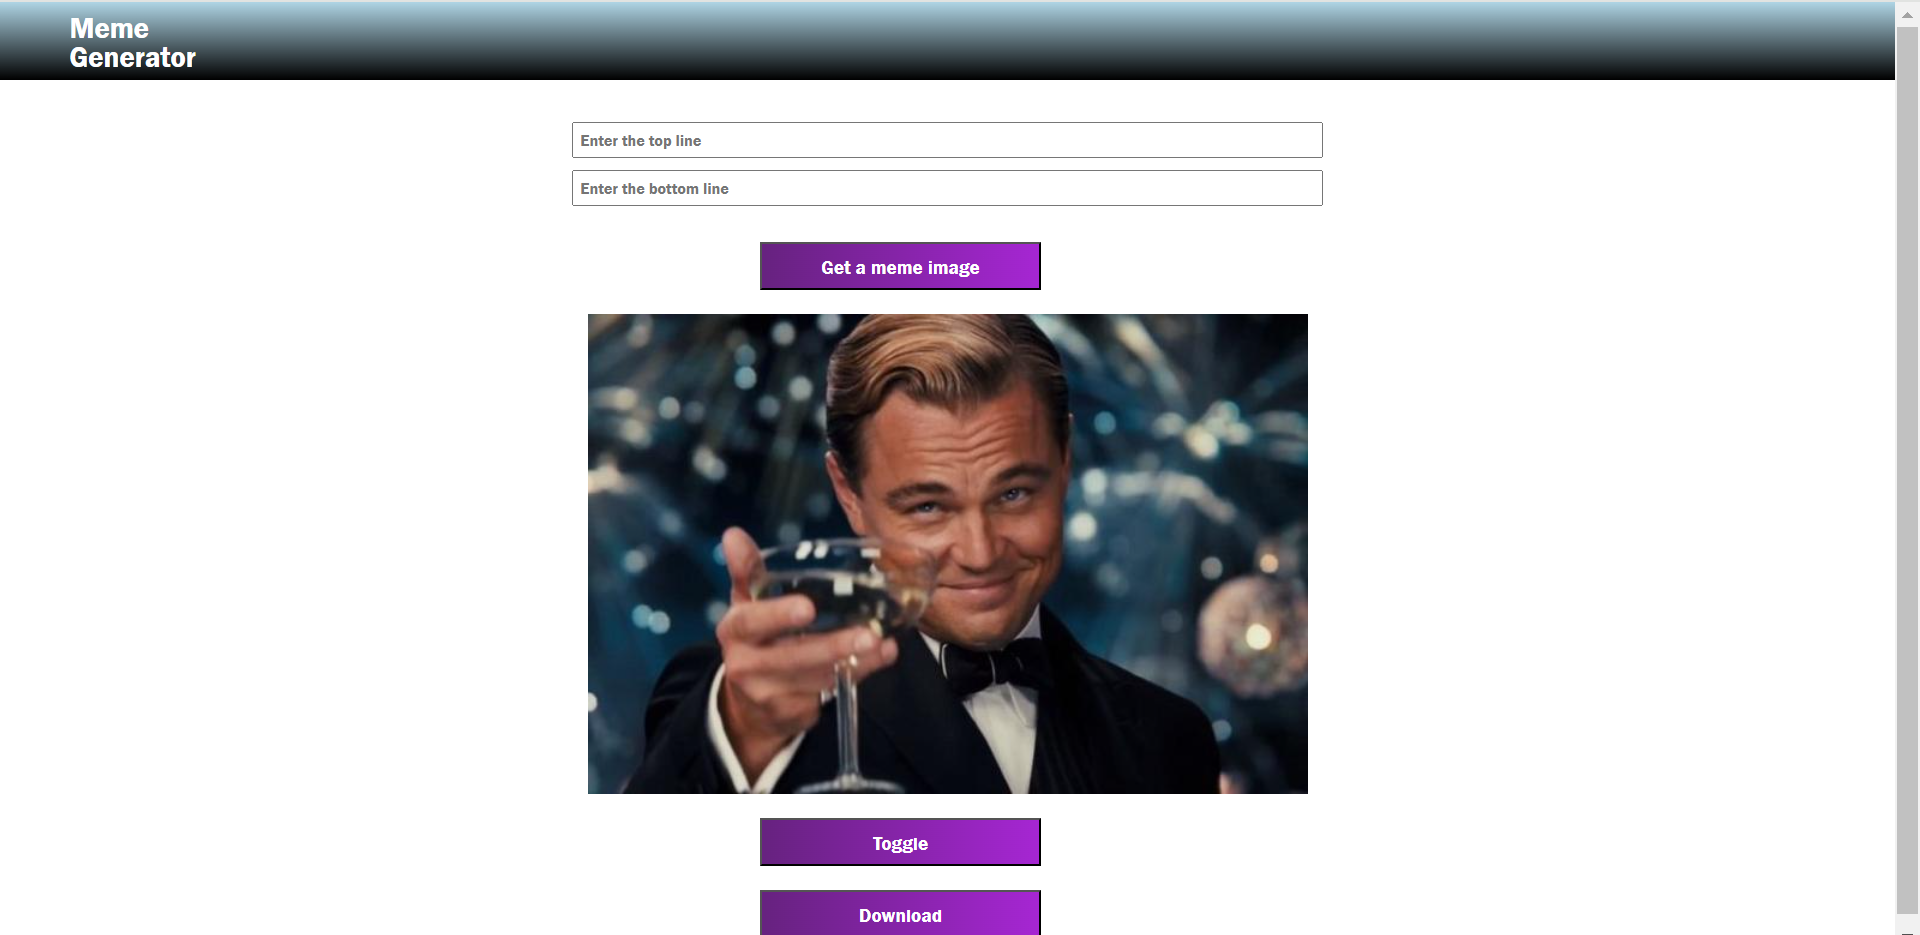 Meme
Generator
Enter the top line
Enter the bottom line
Get a meme image
Toggle
Download